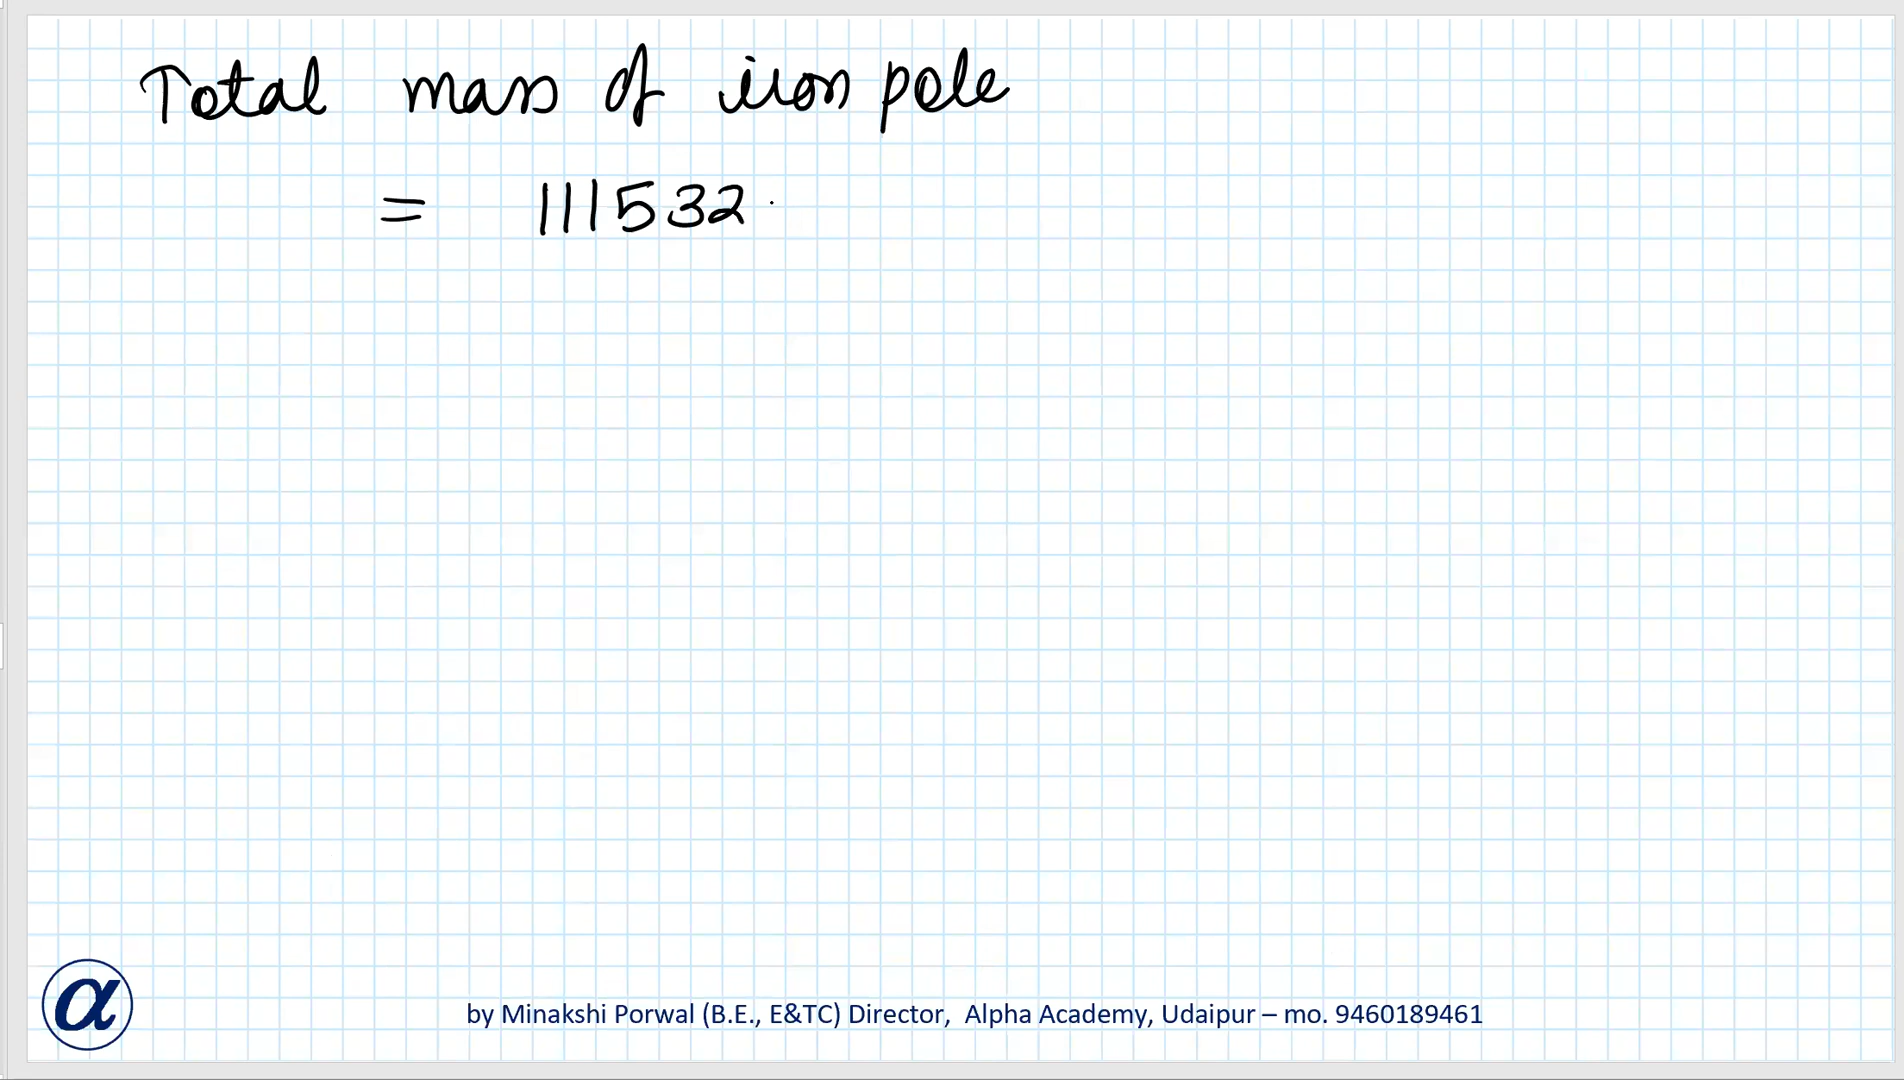 Total mass of iron pole
= 111532.
α
by Minakshi Porwal (B.E., E&TC) Director, Alpha Academy, Udaipur – mo. 9460189461